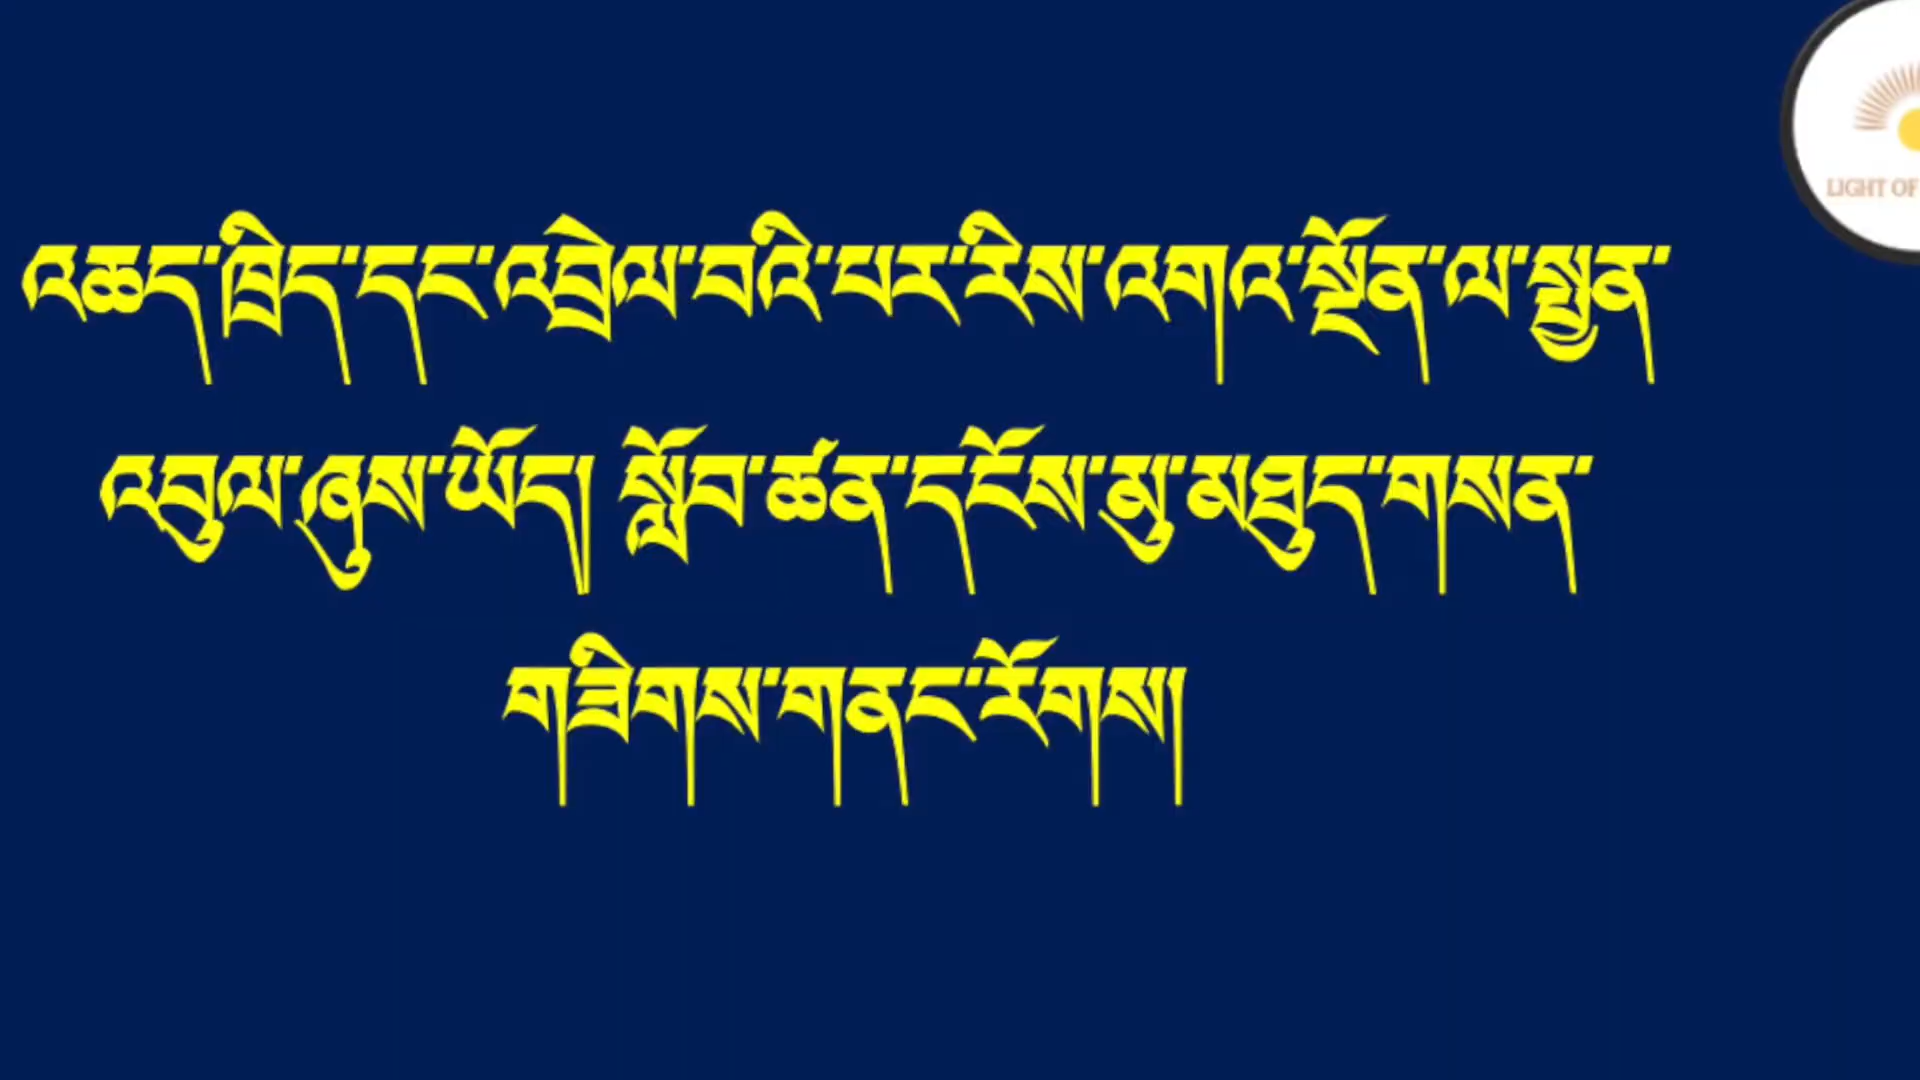 འཆད་ཁྲིད་དང་འབྲེལ་བའི་པར་རིས་འགའ་སྔོན་ལ་སྤྱན་
འབུལ་ཞུས་ཡོད། སློབ་ཚན་དངོས་མུ་མཐུད་གསན་
གཟིགས་གནང་རོགས།
LIGHT OF